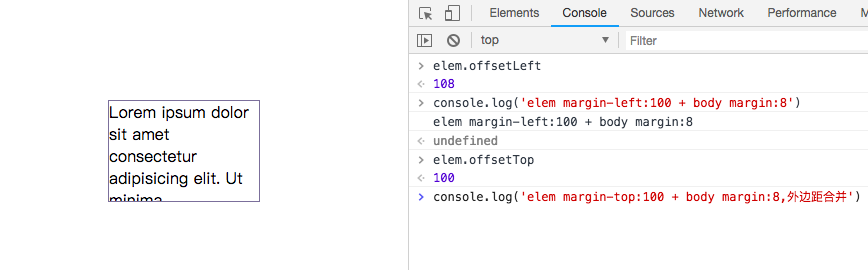 Elements Console Sources Network Performance M
top Filter
Lorem ipsum dolor
sit amet
consectetur
adipisicing elit. Ut
minima
elem.offsetLeft
108
console.log('elem margin-left:100 + body margin:8')
elem margin-left:100 + body margin:8
undefined
elem.offsetTop
100
console.log('elem margin-top:100 + body margin:8,外边距合并')